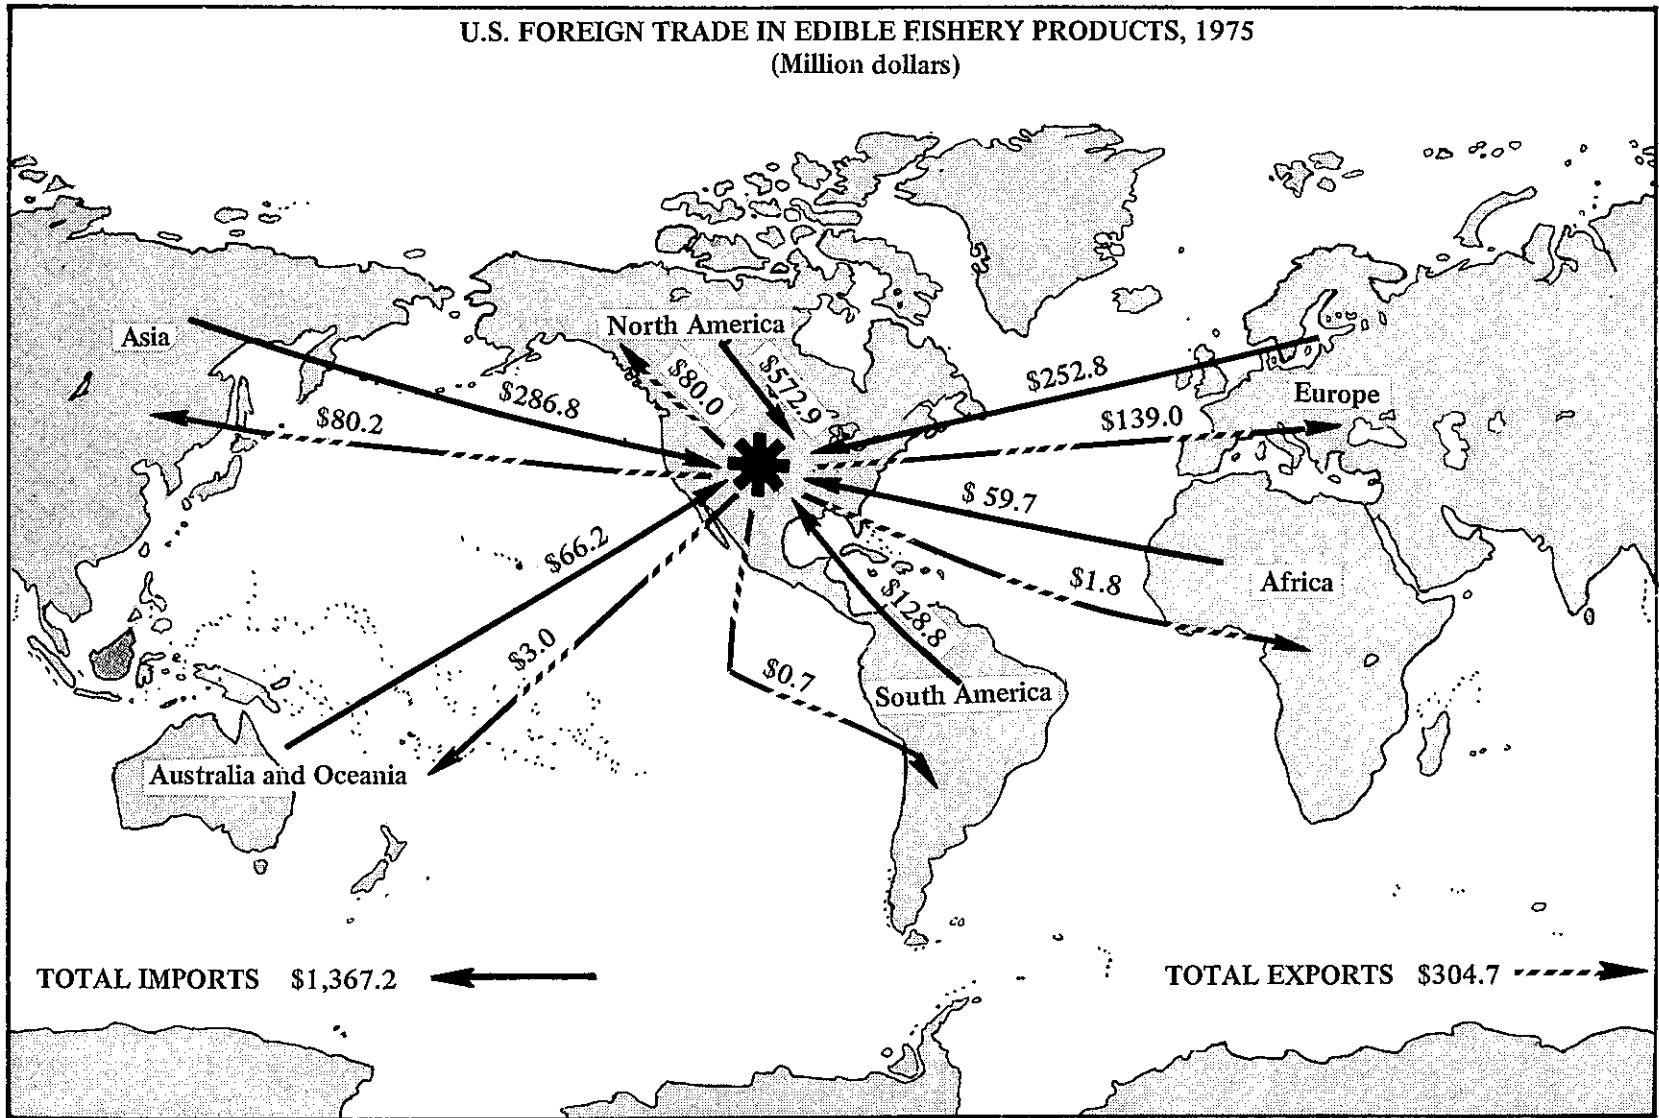 U.S. FOREIGN TRADE IN EDIBLE FISHERY PRODUCTS, 1975
(Million dollars)
North America
Asia
$80.0
$572.9
$252.8
$286.8
Europe
$80.2
$139.0
$ 59.7
$66.2
$1.8
Africa
$128.8
$3.0
$0.7
South America
Australia and Oceania
TOTAL IMPORTS $1,367.2
TOTAL EXPORTS $304.7